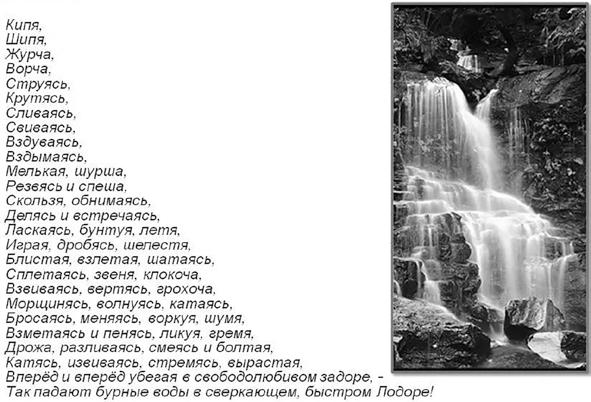 Кипя,
Шипя,
Журча,
Ворча,
Струясь,
Крутясь,
Сливаясь,
Свиваясь,
Вздуваясь,
Вздымаясь,
Мелькая, шурша,
Резвясь и спеша,
Скользя, обнимаясь,
Делясь и встречаясь,
Ласкаясь, бунтуя, летя,
Играя, дробясь, шелестя,
Блистая, взлетая, шатаясь,
Сплетаясь, звеня, клокоча,
Взвиваясь, вертясь, грохоча,
Морщинясь, волнуясь, катаясь,
Бросаясь, меняясь, воркуя, шумя,
Взметаясь и пенясь, ликуя, гремя,
Дрожа, разливаясь, смеясь и болтая,
Катясь, извиваясь, стремясь, вырастая,
Вперёд и вперёд убегая в свободолюбивом задоре, -
Так падают бурные воды в сверкающем, быстром Лодоре!